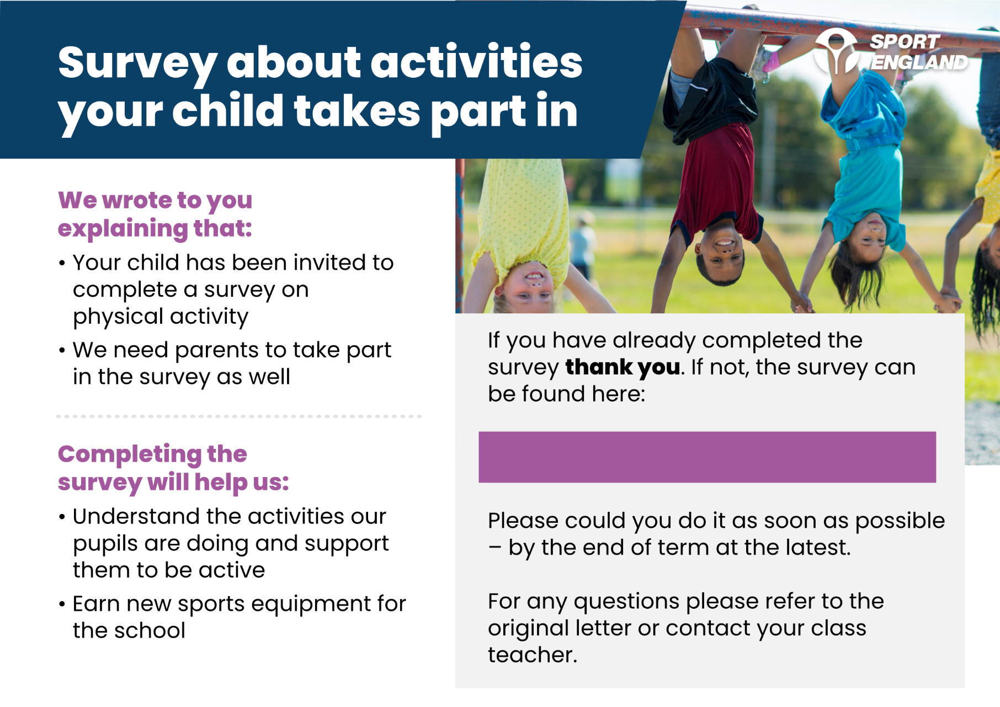 Survey about activities
your child takes part in
SPORT
ENGLAND
We wrote to you
explaining that:
• Your child has been invited to
complete a survey on
physical activity
• We need parents to take part
in the survey as well
Completing the
survey will help us:
• Understand the activities our
pupils are doing and support
them to be active
• Earn new sports equipment for
the school
If you have already completed the
survey thank you. If not, the survey can
be found here:
Please could you do it as soon as possible
– by the end of term at the latest.
For any questions please refer to the
original letter or contact your class
teacher.